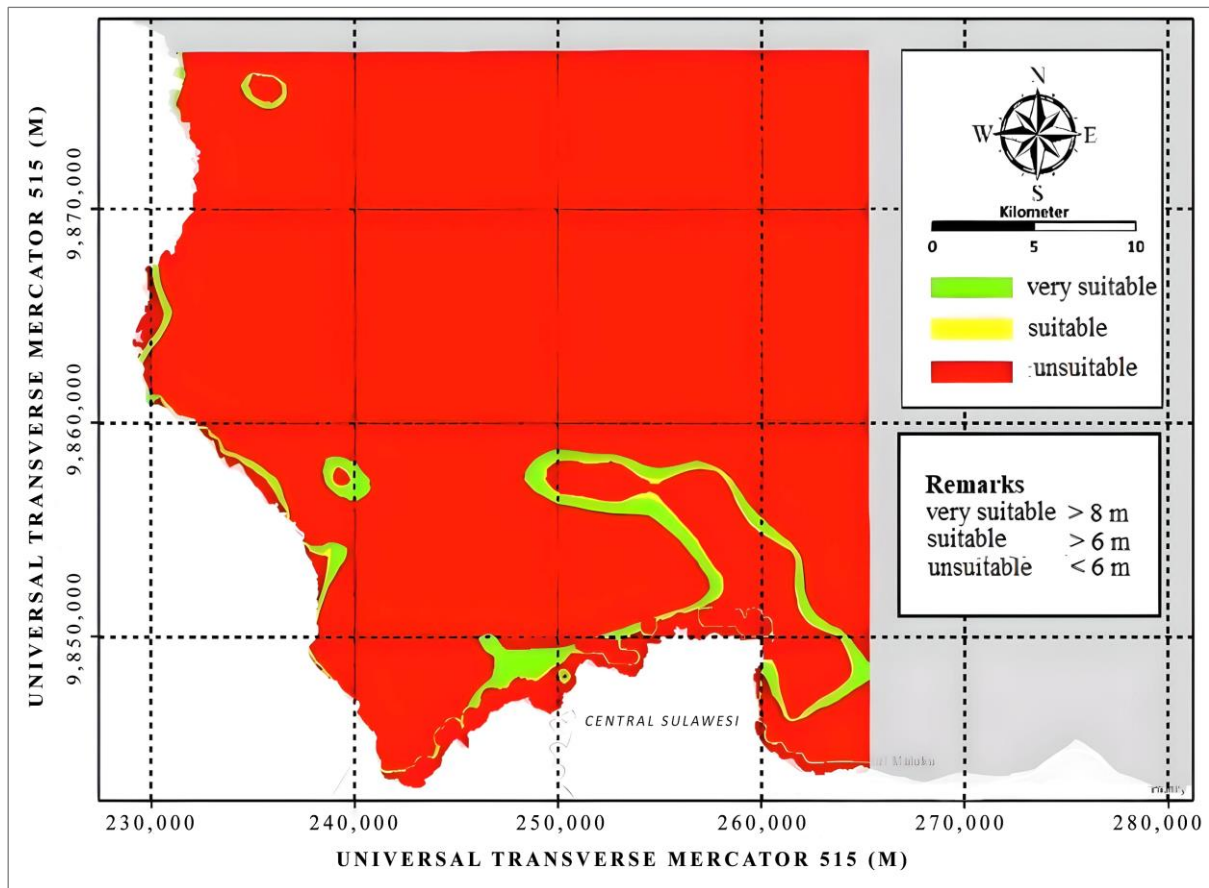 UNIVERSAL TRANSVERSE MERCATOR 515 (M)
9,870,000
9,860,000
9,850,000
N
W E
S
Kilometer
0 5 10
very suitable
suitable
unsuitable
Remarks
very suitable > 8 m
suitable > 6 m
unsuitable < 6 m
CENTRAL SULAWESI
230,000 240,000 250,000 260,000 270,000 280,000
UNIVERSAL TRANSVERSE MERCATOR 515 (M)